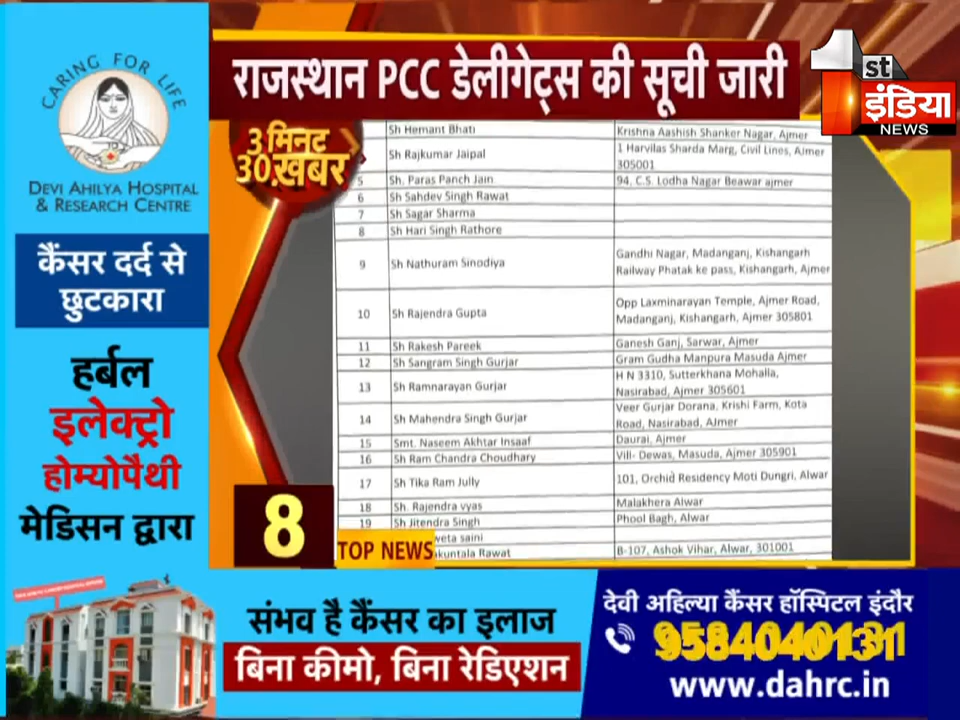 CARING FOR LIFE
DEVI AHILYA HOSPITAL
& RESEARCH CENTRE
कैंसर दर्द से
छुटकारा
हर्बल
इलेक्ट्रो
होम्योपैथी
मेडिसन द्वारा
राजस्थान PCC डेलीगेट्स की सूची जारी
1st
इंडिया
NEWS
3 मिनट
30 ख़बर
Sh Hemant Bhati Krishna Aashish Shanker Nagar, Ajmer
Sh Rajkumar Jaipal 1 Harvilas Sharda Marg, Civil Lines, Ajmer
305001
5 Sh. Paras Panch Jain 94, C.S. Lodha Nagar Beawar ajmer
6 Sh Sahdev Singh Rawat
7 Sh Sagar Sharma
8 Sh Hari Singh Rathore
9 Sh Nathuram Sinodiya Gandhi Nagar, Madanganj, Kishangarh
Railway Phatak ke pass, Kishangarh, Ajmer
10 Sh Rajendra Gupta Opp Laxminarayan Temple, Ajmer Road,
Madanganj, Kishangarh, Ajmer 305801
11 Sh Rakesh Pareek Ganesh Ganj, Sarwar, Ajmer
12 Sh Sangram Singh Gurjar Gram Gudha Manpura Masuda Ajmer
13 Sh Ramnarayan Gurjar H N 3310, Sutterkhana Mohalla,
Nasirabad, Ajmer 305601
14 Sh Mahendra Singh Gurjar Veer Gurjar Dorana, Krishi Farm, Kota
Road, Nasirabad, Ajmer
15 Smt. Naseem Akhtar Insaaf Daurai, Ajmer
16 Sh Ram Chandra Choudhary Vill- Dewas, Masuda, Ajmer 305901
17 Sh Tika Ram Jully 101, Orchid Residency Moti Dungri, Alwar
18 Sh. Rajendra vyas Malakhera Alwar
19 Sh Jitendra Singh Phool Bagh, Alwar
weta saini
kuntala Rawat B-107, Ashok Vihar, Alwar, 301001
8
TOP NEWS
संभव है कैंसर का इलाज
बिना कीमो, बिना रेडिएशन
देवी अहिल्या कैंसर हॉस्पिटल इंदौर
9584040131
www.dahrc.in